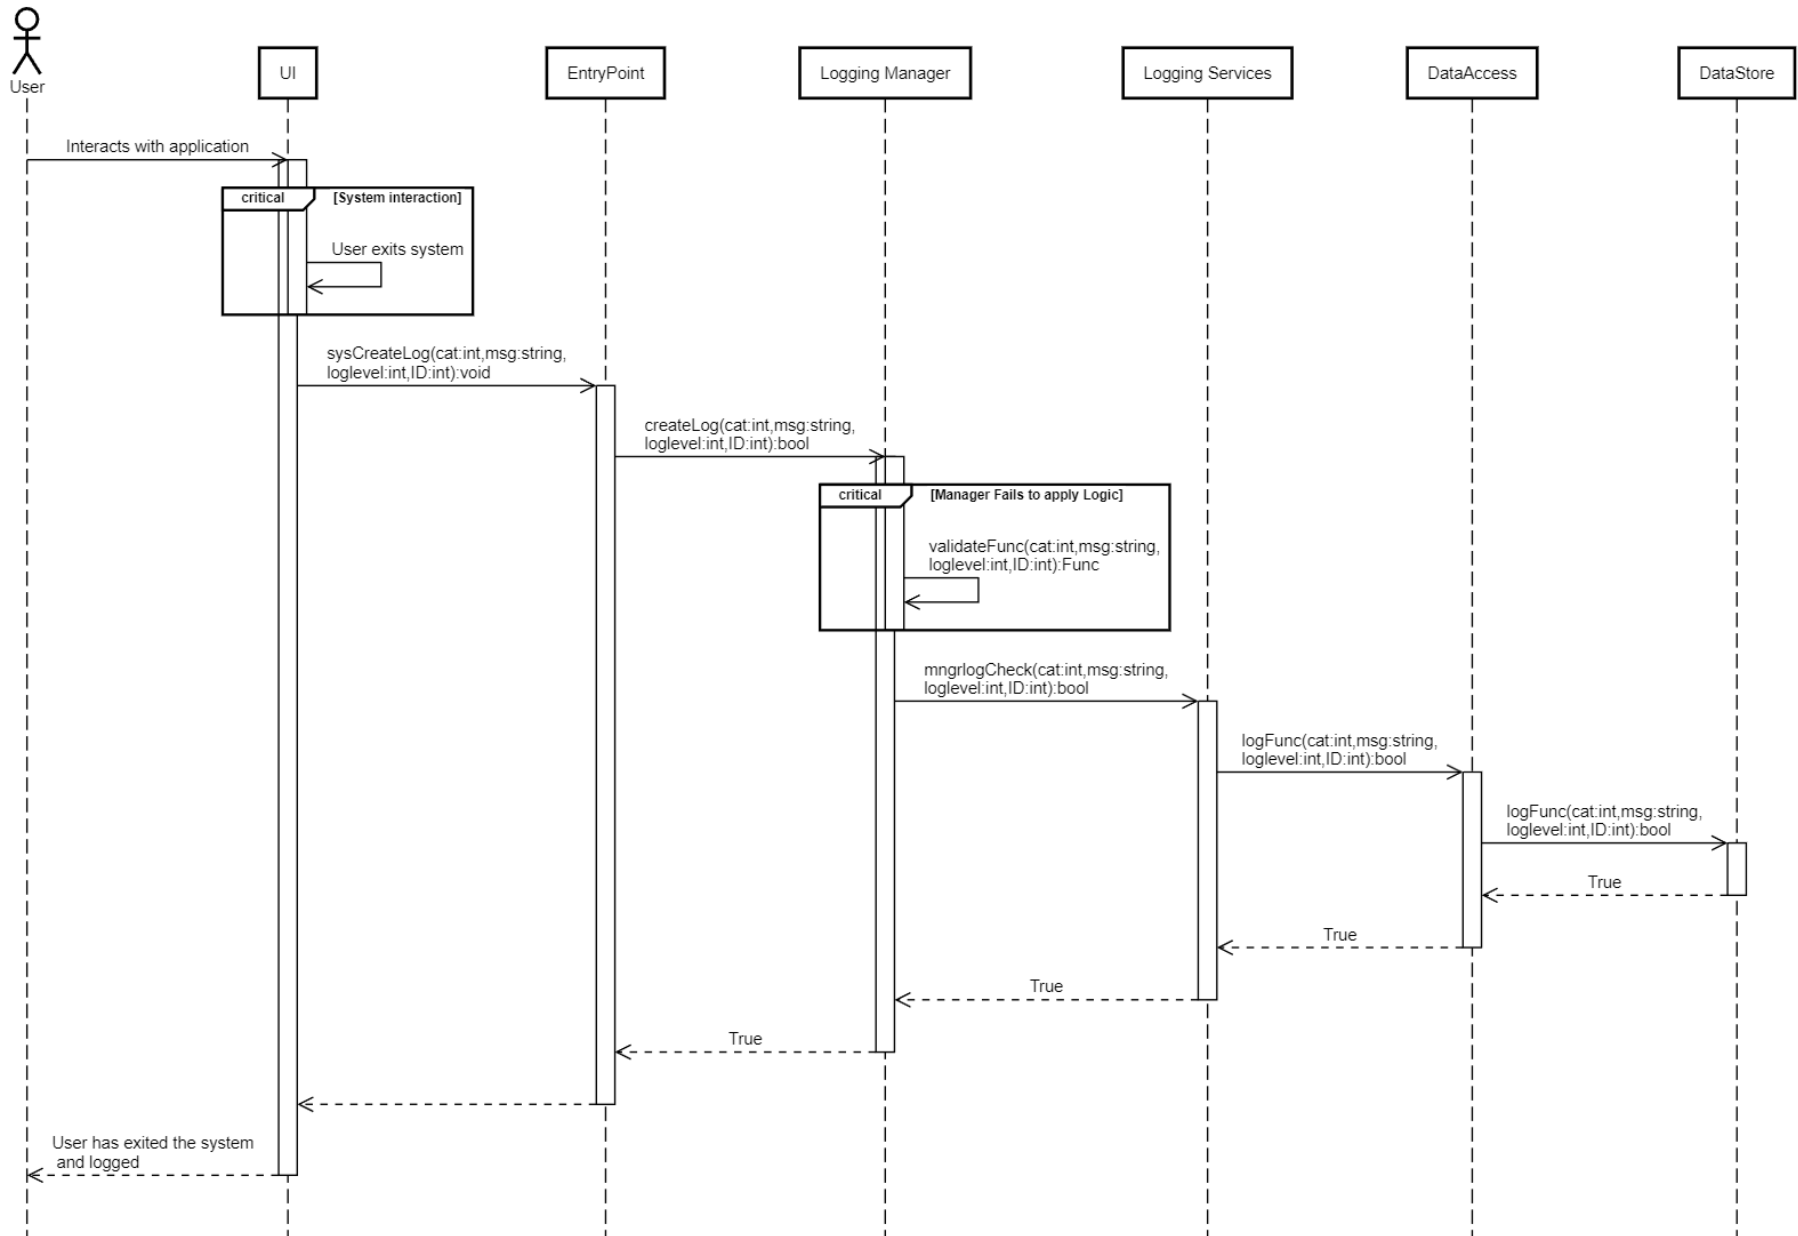 User
UI
EntryPoint
Logging Manager
Logging Services
DataAccess
DataStore
Interacts with application
critical
[System interaction]
User exits system
sysCreateLog(cat:int,msg:string,
loglevel:int,ID:int):void
createLog(cat:int,msg:string,
loglevel:int,ID:int):bool
critical
[Manager Fails to apply Logic]
validateFunc(cat:int,msg:string,
loglevel:int,ID:int):Func
mngrlogCheck(cat:int,msg:string,
loglevel:int,ID:int):bool
logFunc(cat:int,msg:string,
loglevel:int,ID:int):bool
logFunc(cat:int,msg:string,
loglevel:int,ID:int):bool
True
True
True
True
User has exited the system
and logged